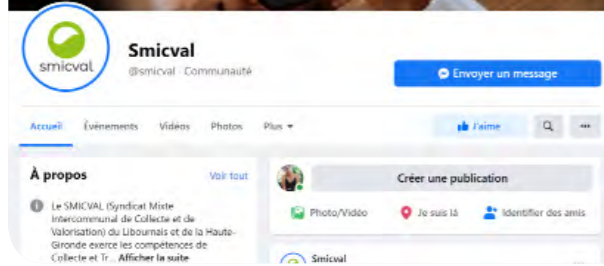 smicval
Smicval
@smicval · Communauté
Envoyer un message
Accueil Événements Vidéos Photos Plus
J'aime
À propos
Voir tout
Le SMICVAL (Syndicat Mixte
Intercommunal de Collecte et de
Valorisation) du Libournais et de la Haute-
Gironde exerce les compétences de
Collecte et Tr... Afficher la suite
Créer une publication
Photo/Vidéo Je suis là Identifier des amis
Smicval